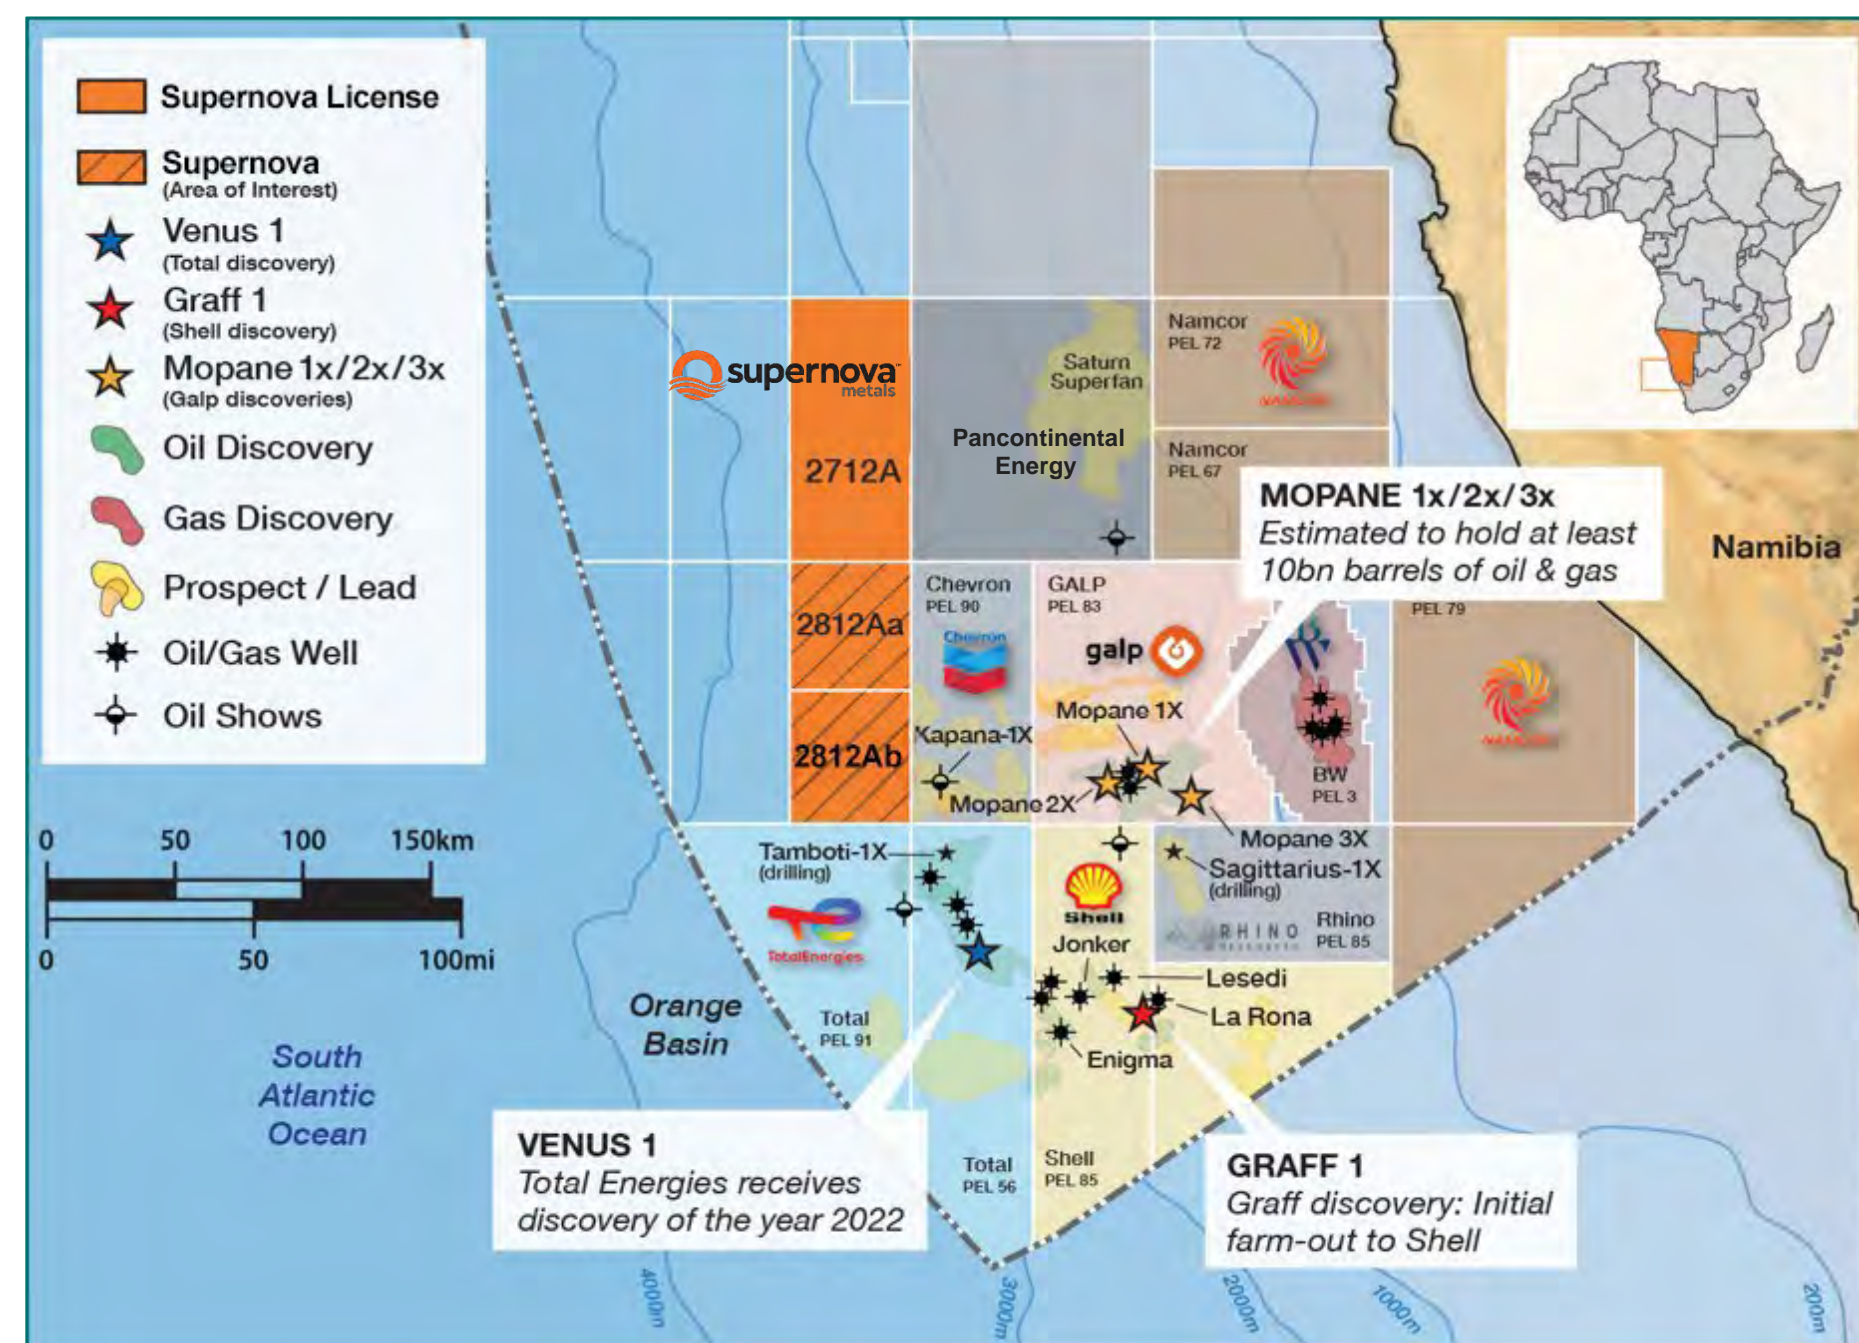 Supernova License
Supernova
(Area of Interest)
Venus 1
(Total discovery)
Graff 1
(Shell discovery)
Mopane 1x/2x/3x
(Galp discoveries)
Oil Discovery
Gas Discovery
Prospect / Lead
Oil/Gas Well
Oil Shows
0 50 100 150km
0 50 100mi
supernova
metals
2712A
2812Aa
2812Ab
Saturn
Superfan
Pancontinental
Energy
Namcor
PEL 72
Namcor
PEL 67
MOPANE 1x/2x/3x
Estimated to hold at least
10bn barrels of oil & gas
Namibia
Chevron
PEL 90
Chevron
GALP
PEL 83
galp
PEL 79
Mopane 1X
Kapana-1X
Mopane 2X
Mopane 3X
BW
PEL 3
Tamboti-1X
(drilling)
TotalEnergies
Shell
Sagittarius-1X
(drilling)
RHINO
Rhino
PEL 85
Jonker
Lesedi
La Rona
Enigma
Orange
Basin
Total
PEL 91
South
Atlantic
Ocean
VENUS 1
Total Energies receives
discovery of the year 2022
Total
PEL 56
Shell
PEL 85
GRAFF 1
Graff discovery: Initial
farm-out to Shell
3000m
2000m
1000m
200m